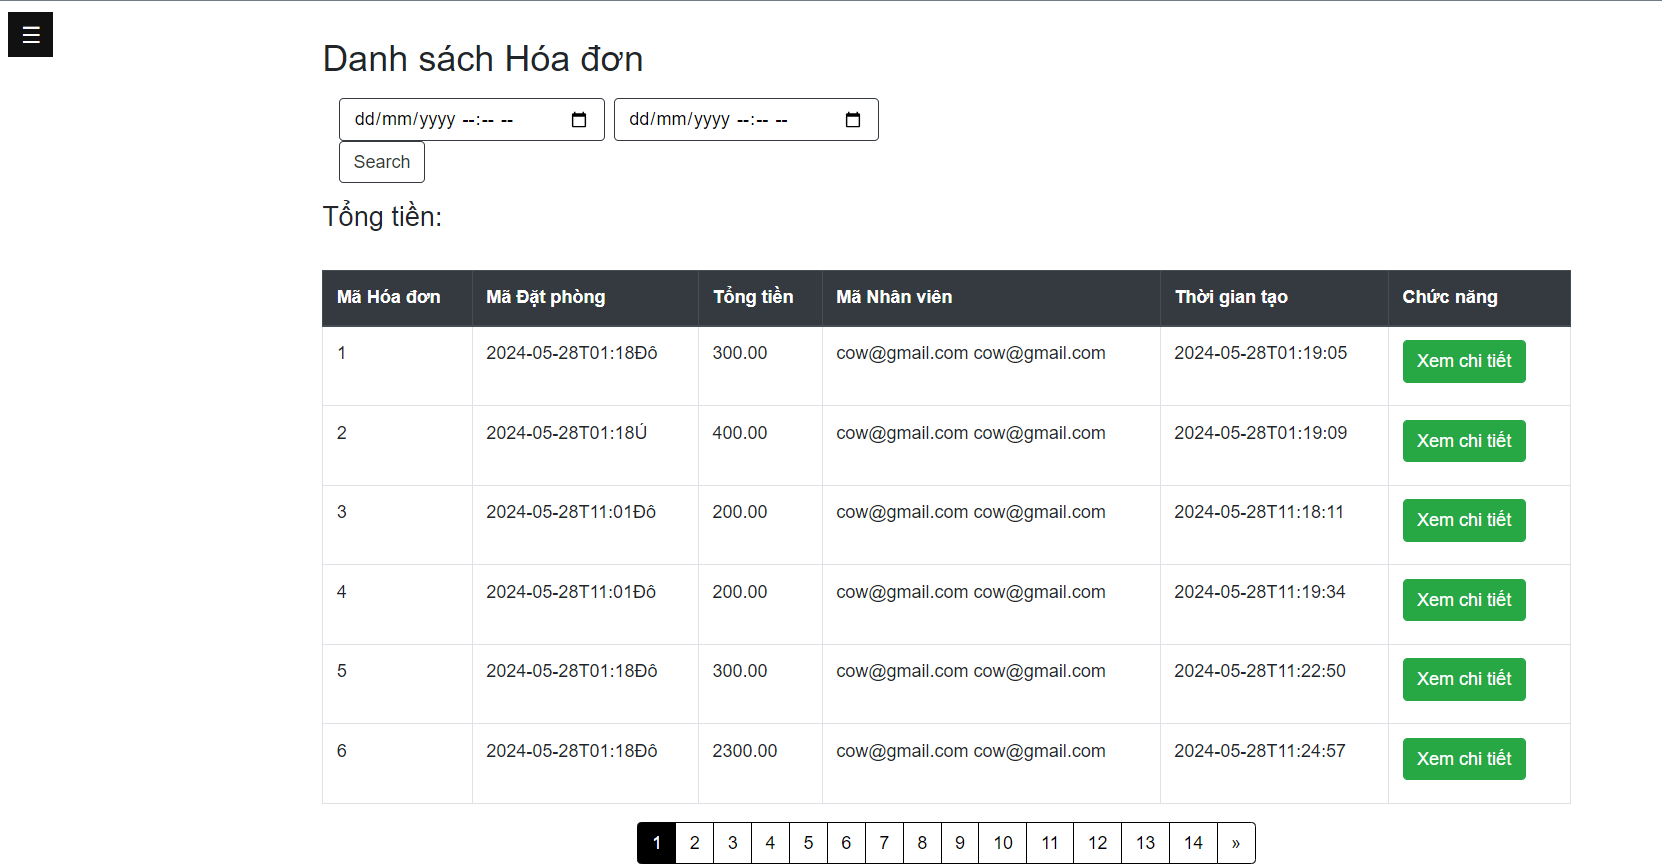 ☰
Danh sách Hóa đơn
dd/mm/yyyy --:-- -- dd/mm/yyyy --:-- --
Search
Tổng tiền:
Mã Hóa đơn Mã Đặt phòng Tổng tiền Mã Nhân viên Thời gian tạo Chức năng
1 2024-05-28T01:18Đô 300.00 cow@gmail.com cow@gmail.com 2024-05-28T01:19:05 Xem chi tiết
2 2024-05-28T01:18Ú 400.00 cow@gmail.com cow@gmail.com 2024-05-28T01:19:09 Xem chi tiết
3 2024-05-28T11:01Đô 200.00 cow@gmail.com cow@gmail.com 2024-05-28T11:18:11 Xem chi tiết
4 2024-05-28T11:01Đô 200.00 cow@gmail.com cow@gmail.com 2024-05-28T11:19:34 Xem chi tiết
5 2024-05-28T01:18Đô 300.00 cow@gmail.com cow@gmail.com 2024-05-28T11:22:50 Xem chi tiết
6 2024-05-28T01:18Đô 2300.00 cow@gmail.com cow@gmail.com 2024-05-28T11:24:57 Xem chi tiết
1 2 3 4 5 6 7 8 9 10 11 12 13 14 »